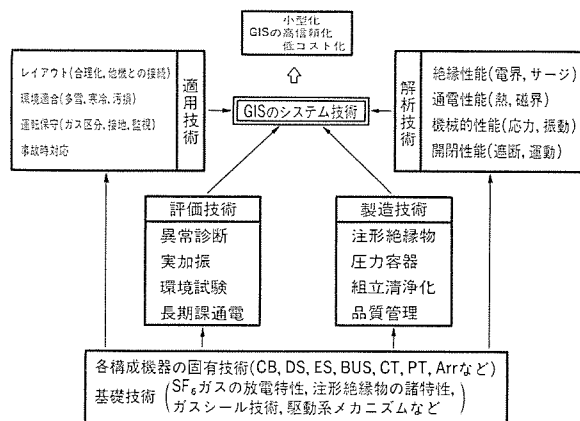 小型化
GISの高信頼化
低コスト化
レイアウト(合理化, 他機との接続)
環境適合(多雪, 寒冷, 汚損)
運転保守(ガス区分, 接地, 監視)
事故時対応
適用技術
GISのシステム技術
解析技術
絶縁性能(電界, サージ)
通電性能(熱, 磁界)
機械的性能(応力, 振動)
開閉性能(遮断, 運動)
評価技術
異常診断
実加振
環境試験
長期課通電
製造技術
注形絶縁物
圧力容器
組立清浄化
品質管理
各構成機器の固有技術(CB, DS, ES, BUS, CT, PT, Arrなど)
基礎技術(SF₆ガスの放電特性, 注形絶縁物の諸特性,
ガスシール技術, 駆動系メカニズムなど)